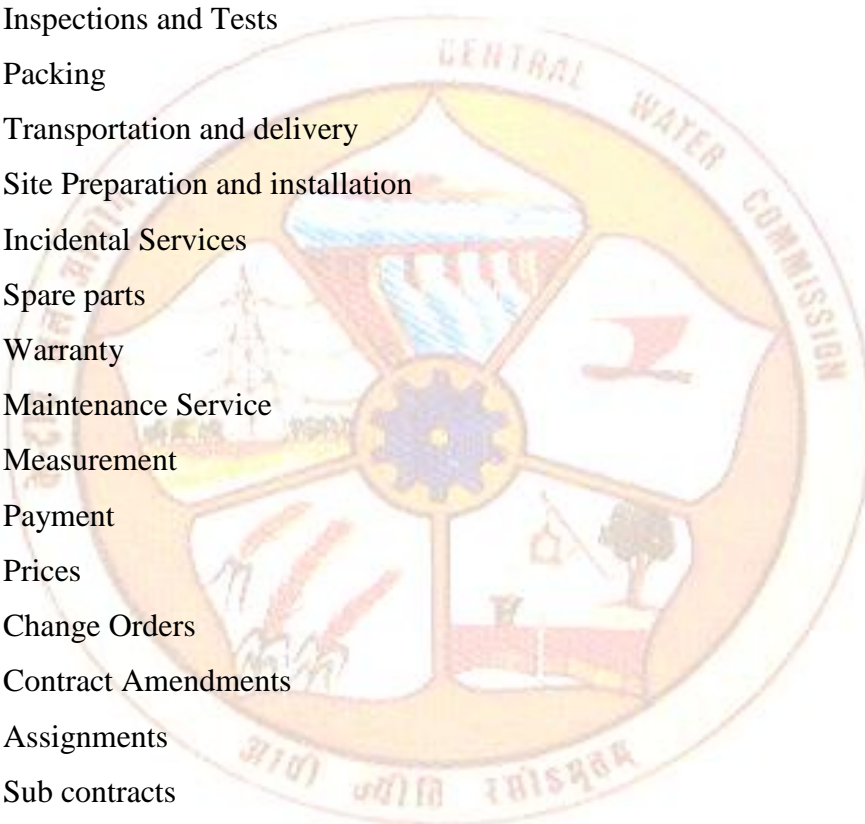 Inspections and Tests
Packing
Transportation and delivery
Site Preparation and installation
Incidental Services
Spare parts
Warranty
Maintenance Service
Measurement
Payment
Prices
Change Orders
Contract Amendments
Assignments
Sub contracts
CENTRAL WATER COMMISSION